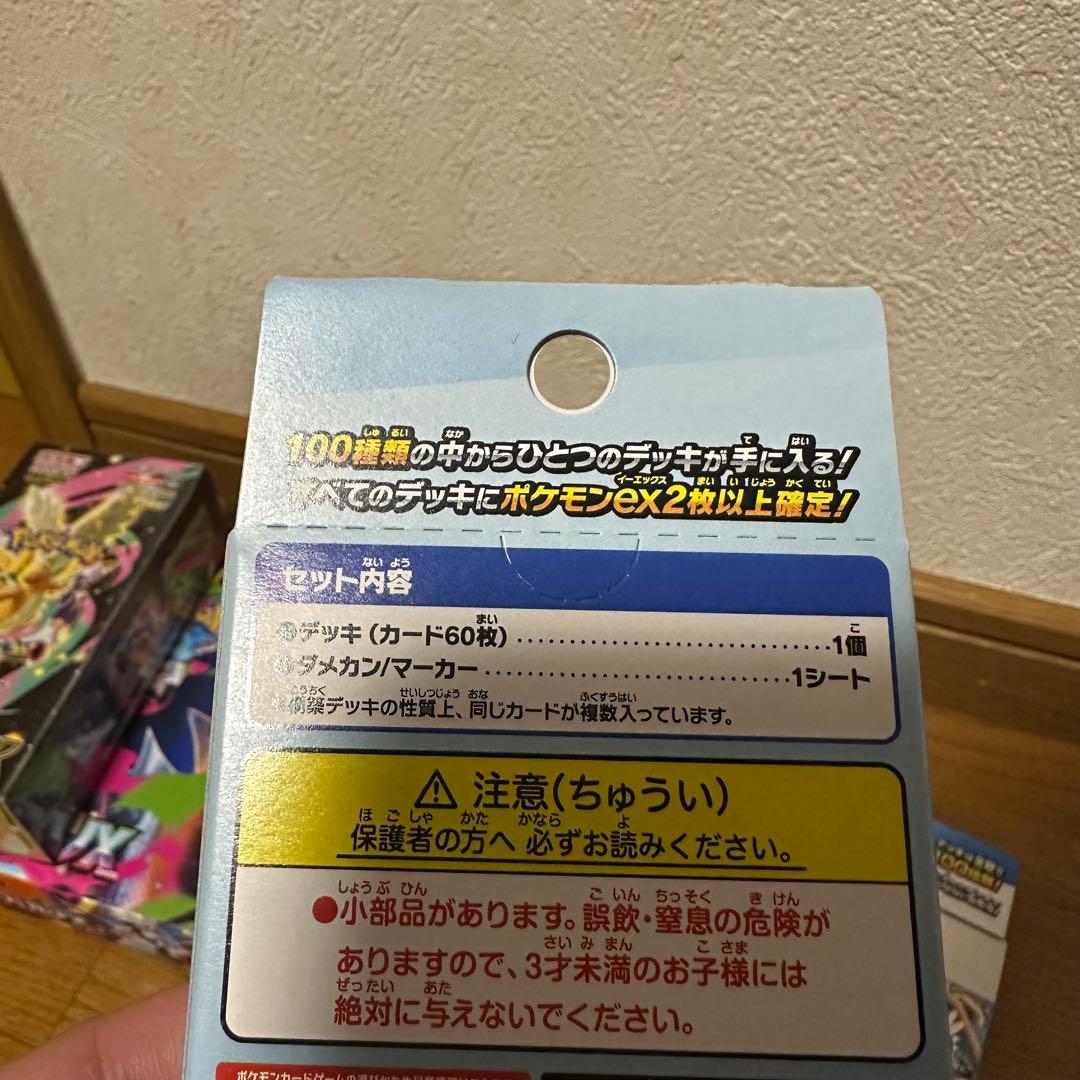 100種類の中からひとつのデッキが手に入る!
すべてのデッキにポケモンex2枚以上確定!
セット内容
デッキ(カード60枚)..............................1個
ダメカン/マーカー..............................1シート
※構築デッキの性質上、同じカードが複数入っています。
⚠ 注意(ちゅうい)
保護者の方へ 必ずお読みください。
●小部品があります。誤飲・窒息の危険が
ありますので、3才未満のお子様には
絶対に与えないでください。